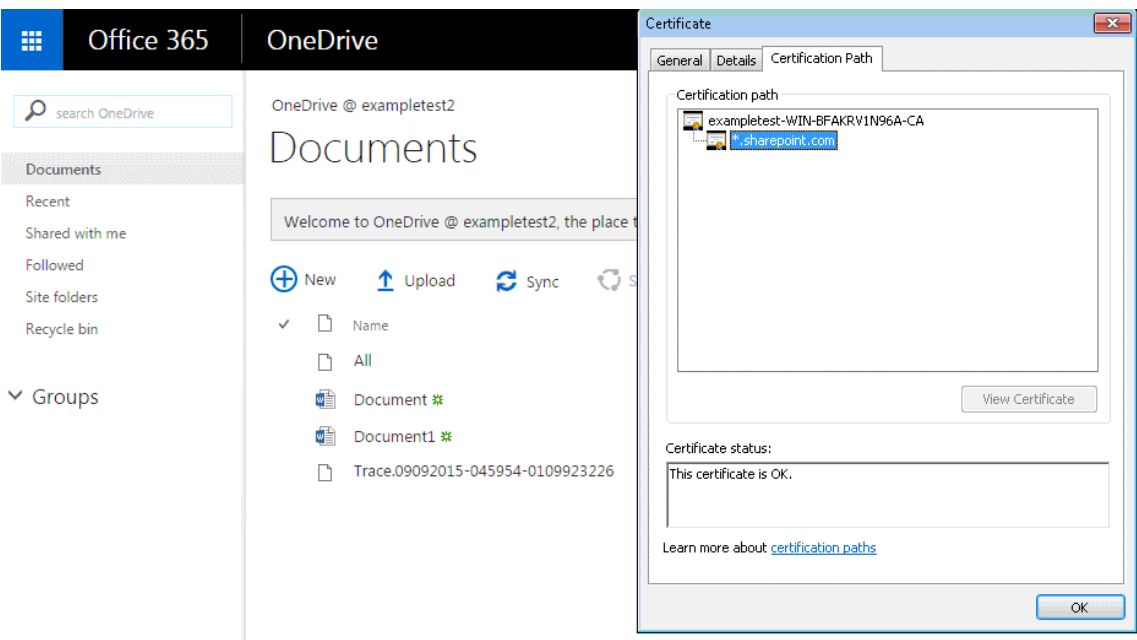 Office 365
OneDrive
search OneDrive
Documents
Recent
Shared with me
Followed
Site folders
Recycle bin
Groups
OneDrive @ exampletest2
Documents
Welcome to OneDrive @ exampletest2, the place t
New Upload Sync S
Name
All
Document
Document1
Trace.09092015-045954-0109923226
Certificate
General Details Certification Path
Certification path
exampletest-WIN-BFAKRV1N96A-CA
*.sharepoint.com
View Certificate
Certificate status:
This certificate is OK.
Learn more about certification paths
OK